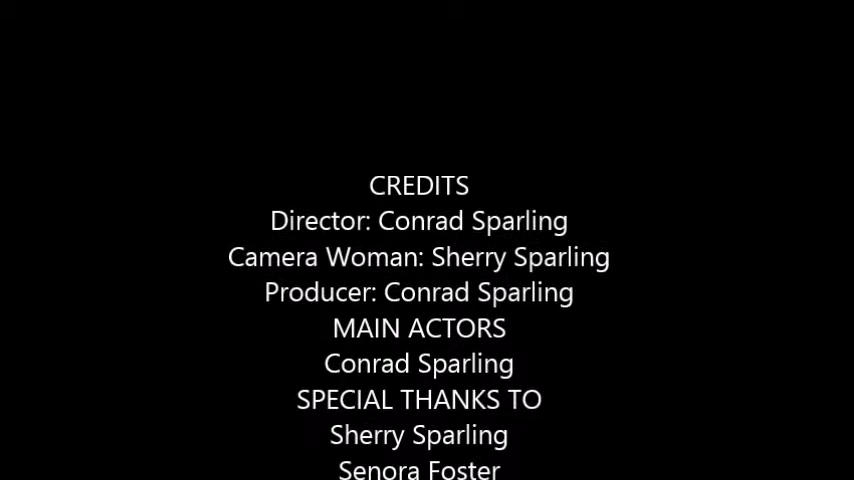 CREDITS
Director: Conrad Sparling
Camera Woman: Sherry Sparling
Producer: Conrad Sparling
MAIN ACTORS
Conrad Sparling
SPECIAL THANKS TO
Sherry Sparling
Senora Foster